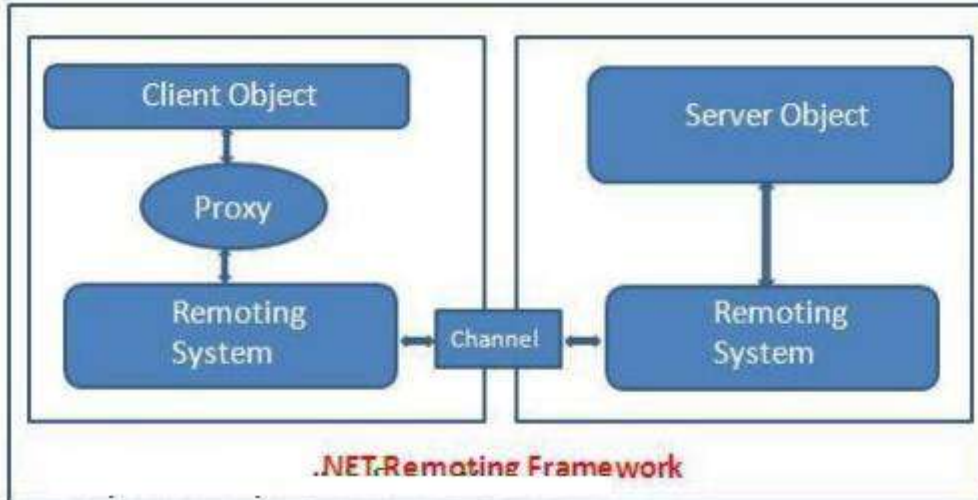 Client Object
Proxy
Remoting
System
Channel
Server Object
Remoting
System
.NET Remoting Framework